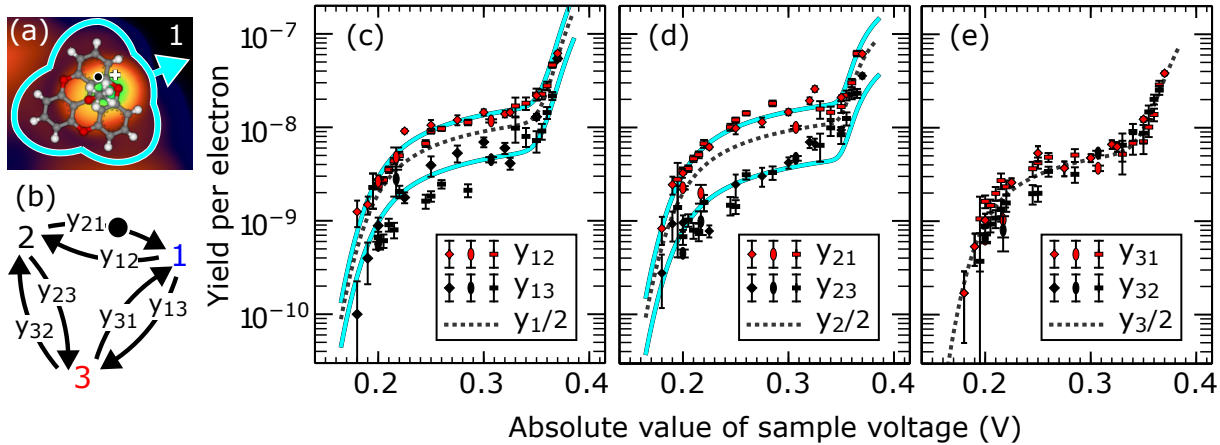 (a)
1
(b)
y₂₁
2
1
y₁₂
y₂₃
y₃₂
y₃₁
y₁₃
3
Yield per electron
10⁻⁷
10⁻⁸
10⁻⁹
10⁻¹⁰
(c)
y₁₂
y₁₃
y₁/2
0.2 0.3 0.4
(d)
y₂₁
y₂₃
y₂/2
0.2 0.3 0.4
(e)
y₃₁
y₃₂
y₃/2
0.2 0.3 0.4
Absolute value of sample voltage (V)